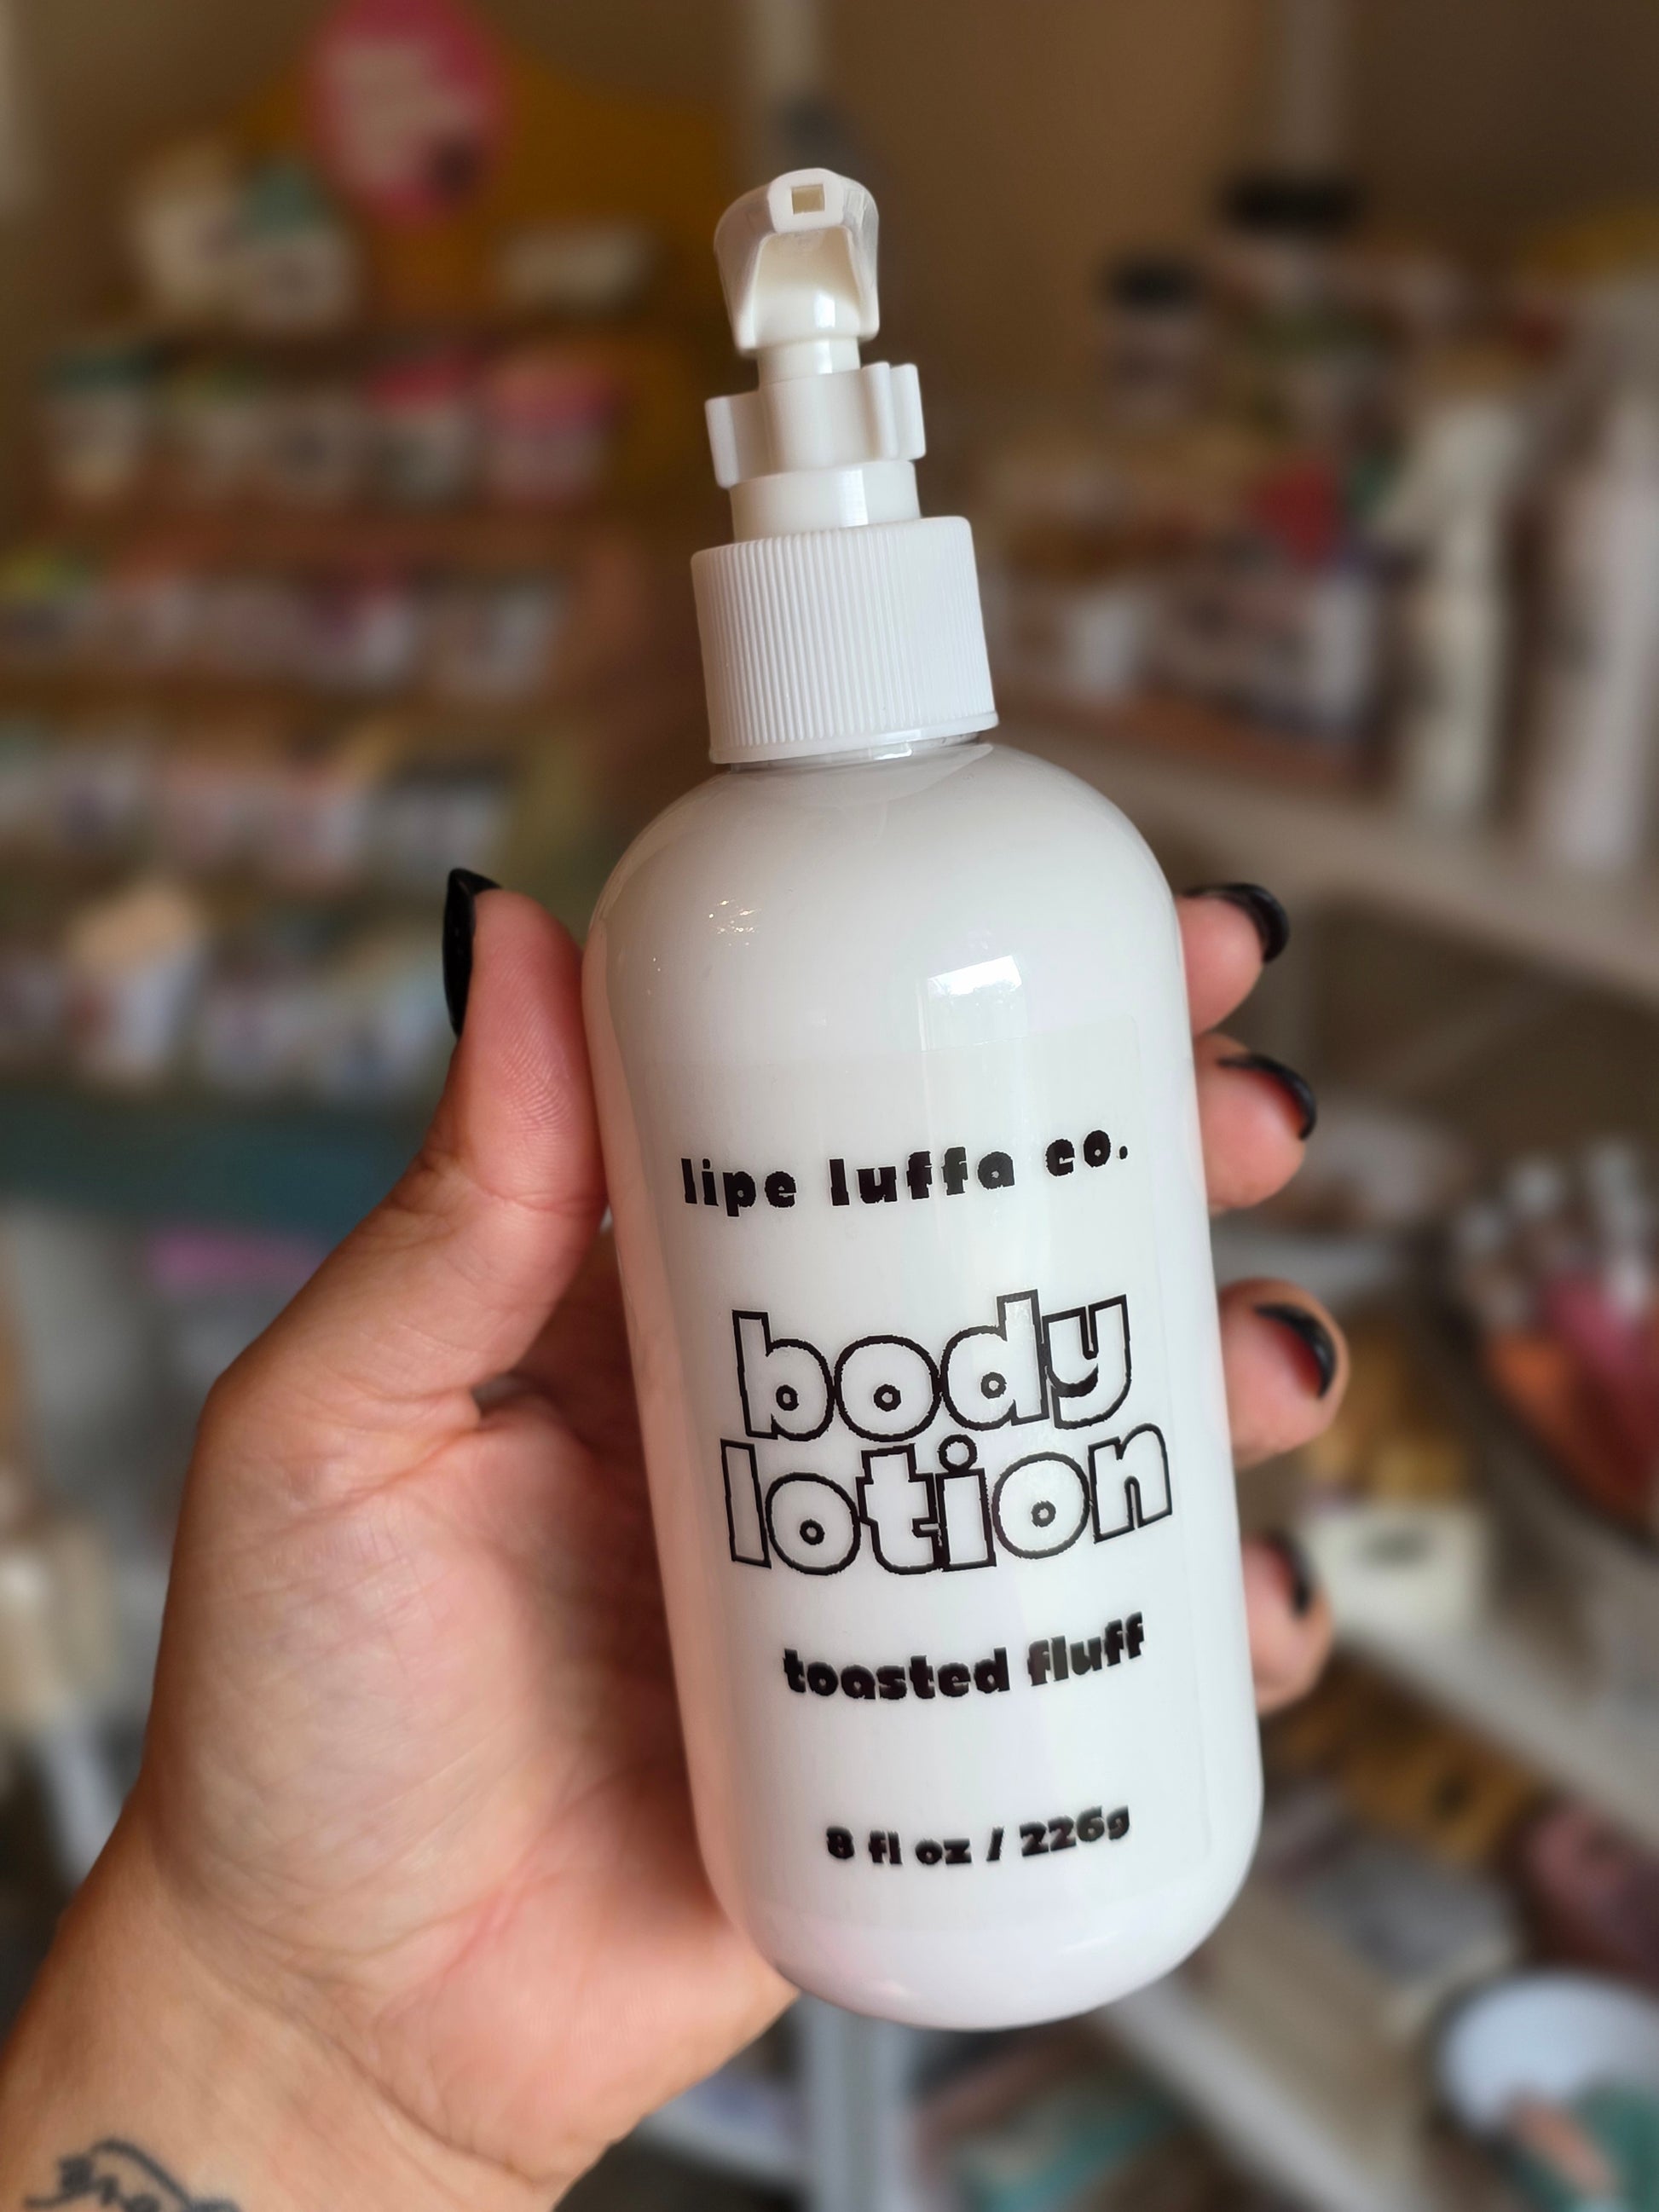 lipe luffa co.
body
lotion
toasted fluff
8 fl oz / 226g